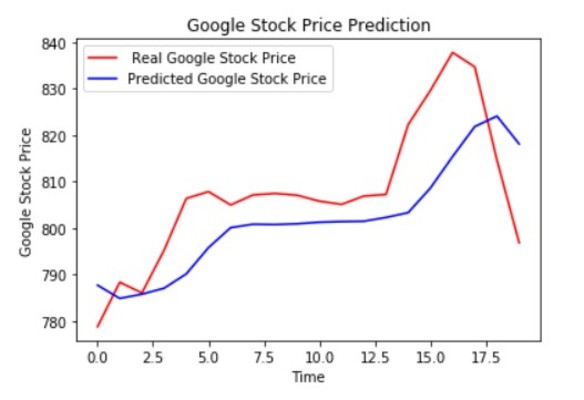 Google Stock Price Prediction
Real Google Stock Price
Predicted Google Stock Price
Google Stock Price
840
830
820
810
800
790
780
0.0 2.5 5.0 7.5 10.0 12.5 15.0 17.5
Time